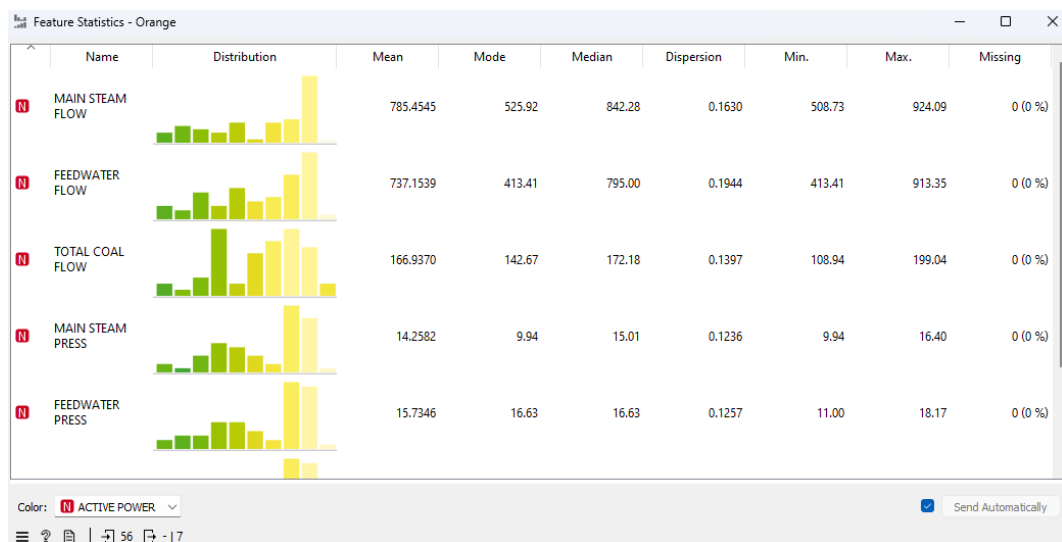 Feature Statistics - Orange
Name Distribution Mean Mode Median Dispersion Min. Max. Missing
N MAIN STEAM FLOW 785.4545 525.92 842.28 0.1630 508.73 924.09 0 (0 %)
N FEEDWATER FLOW 737.1539 413.41 795.00 0.1944 413.41 913.35 0 (0 %)
N TOTAL COAL FLOW 166.9370 142.67 172.18 0.1397 108.94 199.04 0 (0 %)
N MAIN STEAM PRESS 14.2582 9.94 15.01 0.1236 9.94 16.40 0 (0 %)
N FEEDWATER PRESS 15.7346 16.63 16.63 0.1257 11.00 18.17 0 (0 %)
Color: N ACTIVE POWER Send Automatically
? 56 - | 7